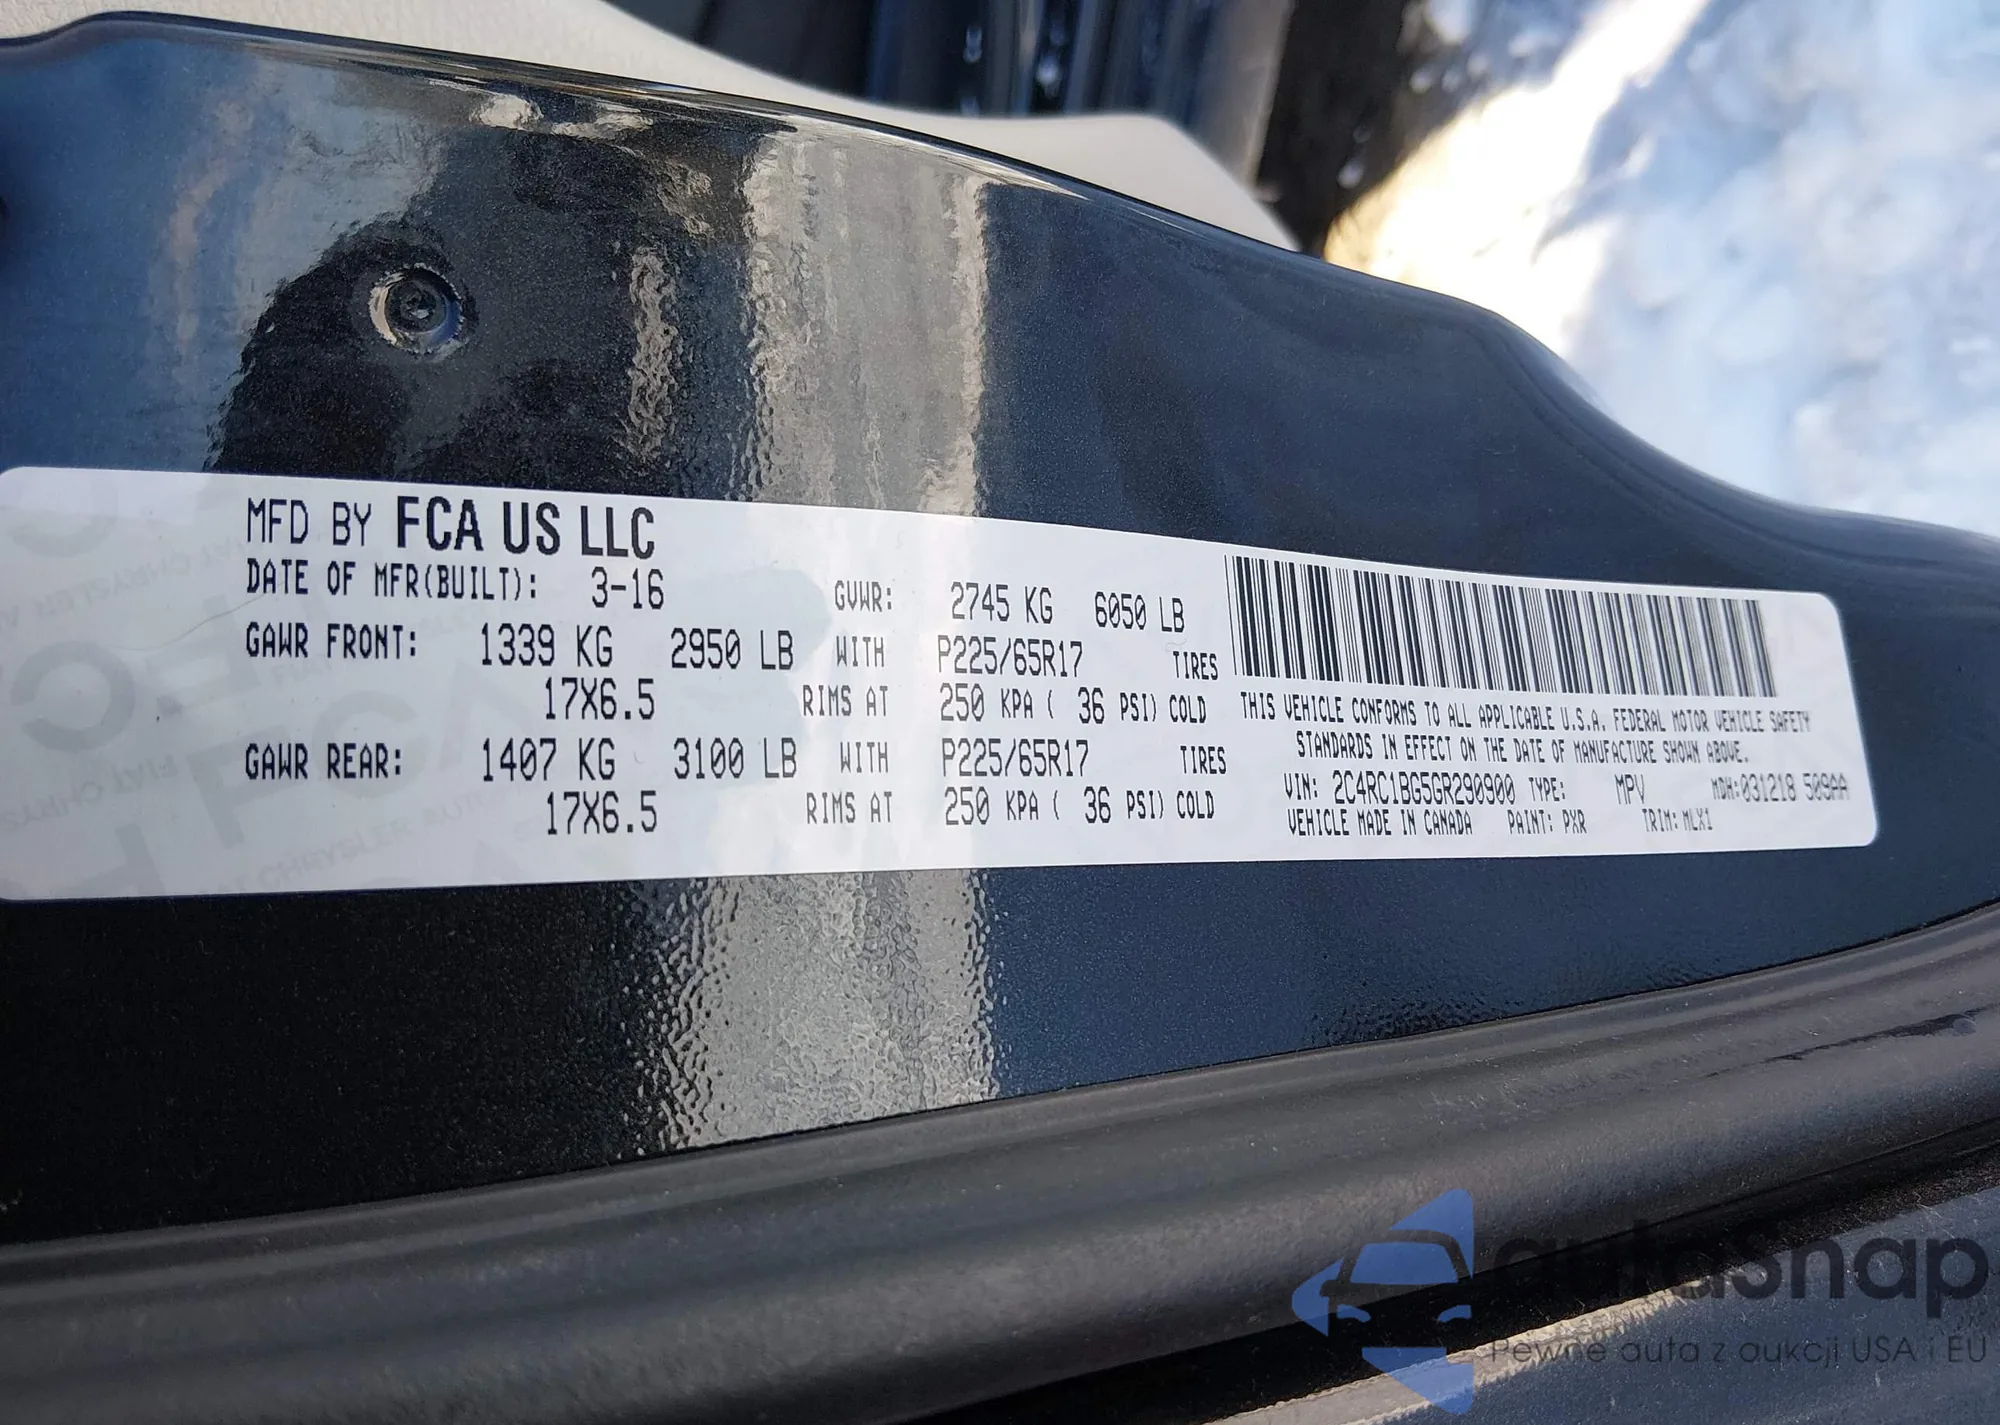 MFD BY FCA US LLC
DATE OF MFR(BUILT): 3-16 GVWR: 2745 KG 6050 LB
GAWR FRONT: 1339 KG 2950 LB WITH P225/65R17 TIRES
17X6.5 RIMS AT 250 KPA ( 36 PSI) COLD
GAWR REAR: 1407 KG 3100 LB WITH P225/65R17 TIRES
17X6.5 RIMS AT 250 KPA ( 36 PSI) COLD
THIS VEHICLE CONFORMS TO ALL APPLICABLE U.S.A. FEDERAL MOTOR VEHICLE SAFETY
STANDARDS IN EFFECT ON THE DATE OF MANUFACTURE SHOWN ABOVE.
VIN: 2C4RC1BG5GR290900 TYPE: MPV MDH:031218 509AA
VEHICLE MADE IN CANADA PAINT: PXR TRIM: MLX1
autosnap
Pewne auta z aukcji USA i EU